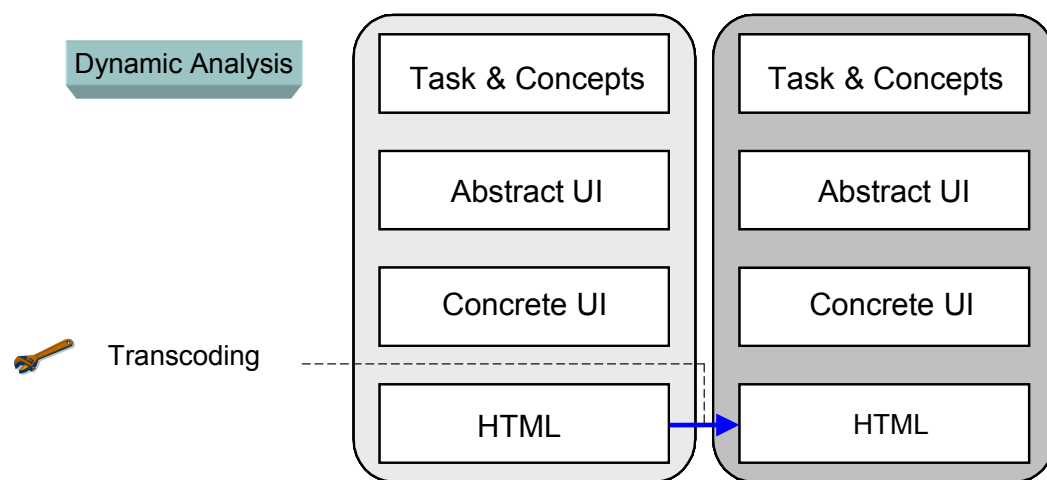 Dynamic Analysis
Task & Concepts
Task & Concepts
Abstract UI
Abstract UI
Concrete UI
Concrete UI
Transcoding
HTML
HTML